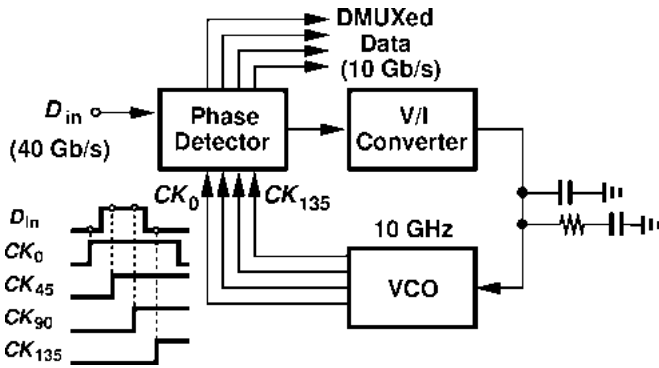 DMUXed
Data
(10 Gb/s)
Din
(40 Gb/s)
Phase
Detector
V/I
Converter
CK0
CK135
10 GHz
VCO
Din
CK0
CK45
CK90
CK135